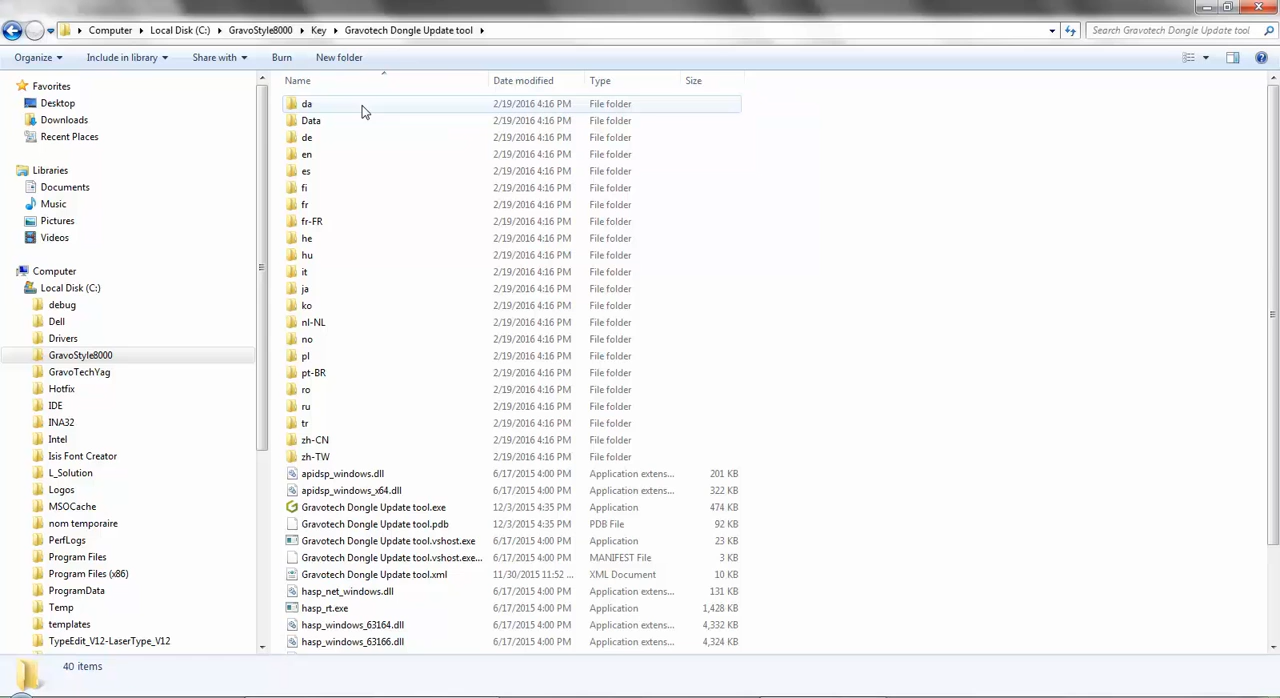 Computer Local Disk (C:) GravoStyle8000 Key Gravotech Dongle Update tool
Search Gravotech Dongle Update tool
Organize Include in library Share with Burn New folder
Name Date modified Type Size
Favorites
Desktop
Downloads
Recent Places
Libraries
Documents
Music
Pictures
Videos
Computer
Local Disk (C:)
debug
Dell
Drivers
GravoStyle8000
GravoTechYag
Hotfix
IDE
INA32
Intel
Isis Font Creator
L_Solution
Logos
MSOCache
nom temporaire
PerfLogs
Program Files
Program Files (x86)
ProgramData
Temp
templates
TypeEdit_V12-LaserType_V12
da 2/19/2016 4:16 PM File folder
Data 2/19/2016 4:16 PM File folder
de 2/19/2016 4:16 PM File folder
en 2/19/2016 4:16 PM File folder
es 2/19/2016 4:16 PM File folder
fi 2/19/2016 4:16 PM File folder
fr 2/19/2016 4:16 PM File folder
fr-FR 2/19/2016 4:16 PM File folder
he 2/19/2016 4:16 PM File folder
hu 2/19/2016 4:16 PM File folder
it 2/19/2016 4:16 PM File folder
ja 2/19/2016 4:16 PM File folder
ko 2/19/2016 4:16 PM File folder
nl-NL 2/19/2016 4:16 PM File folder
no 2/19/2016 4:16 PM File folder
pl 2/19/2016 4:16 PM File folder
pt-BR 2/19/2016 4:16 PM File folder
ro 2/19/2016 4:16 PM File folder
ru 2/19/2016 4:16 PM File folder
tr 2/19/2016 4:16 PM File folder
zh-CN 2/19/2016 4:16 PM File folder
zh-TW 2/19/2016 4:16 PM File folder
apidsp_windows.dll 6/17/2015 4:00 PM Application extens... 201 KB
apidsp_windows_x64.dll 6/17/2015 4:00 PM Application extens... 322 KB
Gravotech Dongle Update tool.exe 12/3/2015 4:35 PM Application 474 KB
Gravotech Dongle Update tool.pdb 12/3/2015 4:35 PM PDB File 92 KB
Gravotech Dongle Update tool.vshost.exe 6/17/2015 4:00 PM Application 23 KB
Gravotech Dongle Update tool.vshost.exe... 6/17/2015 4:00 PM MANIFEST File 3 KB
Gravotech Dongle Update tool.xml 11/30/2015 11:52 ... XML Document 10 KB
hasp_net_windows.dll 6/17/2015 4:00 PM Application extens... 131 KB
hasp_rt.exe 6/17/2015 4:00 PM Application 1,428 KB
hasp_windows_63164.dll 6/17/2015 4:00 PM Application extens... 4,332 KB
hasp_windows_63166.dll 6/17/2015 4:00 PM Application extens... 4,324 KB
40 items